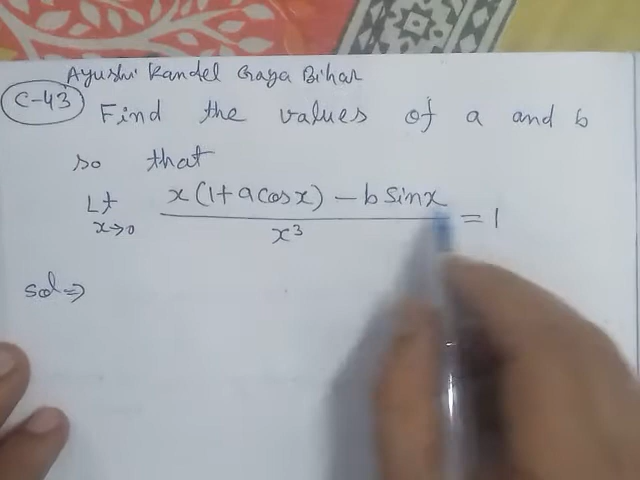 Ayushi Kandel Gaya Bihar
C-43 Find the values of a and b
so that
Lt x→0 x(1+acosx) - b sinx / x³ = 1
sol⇒